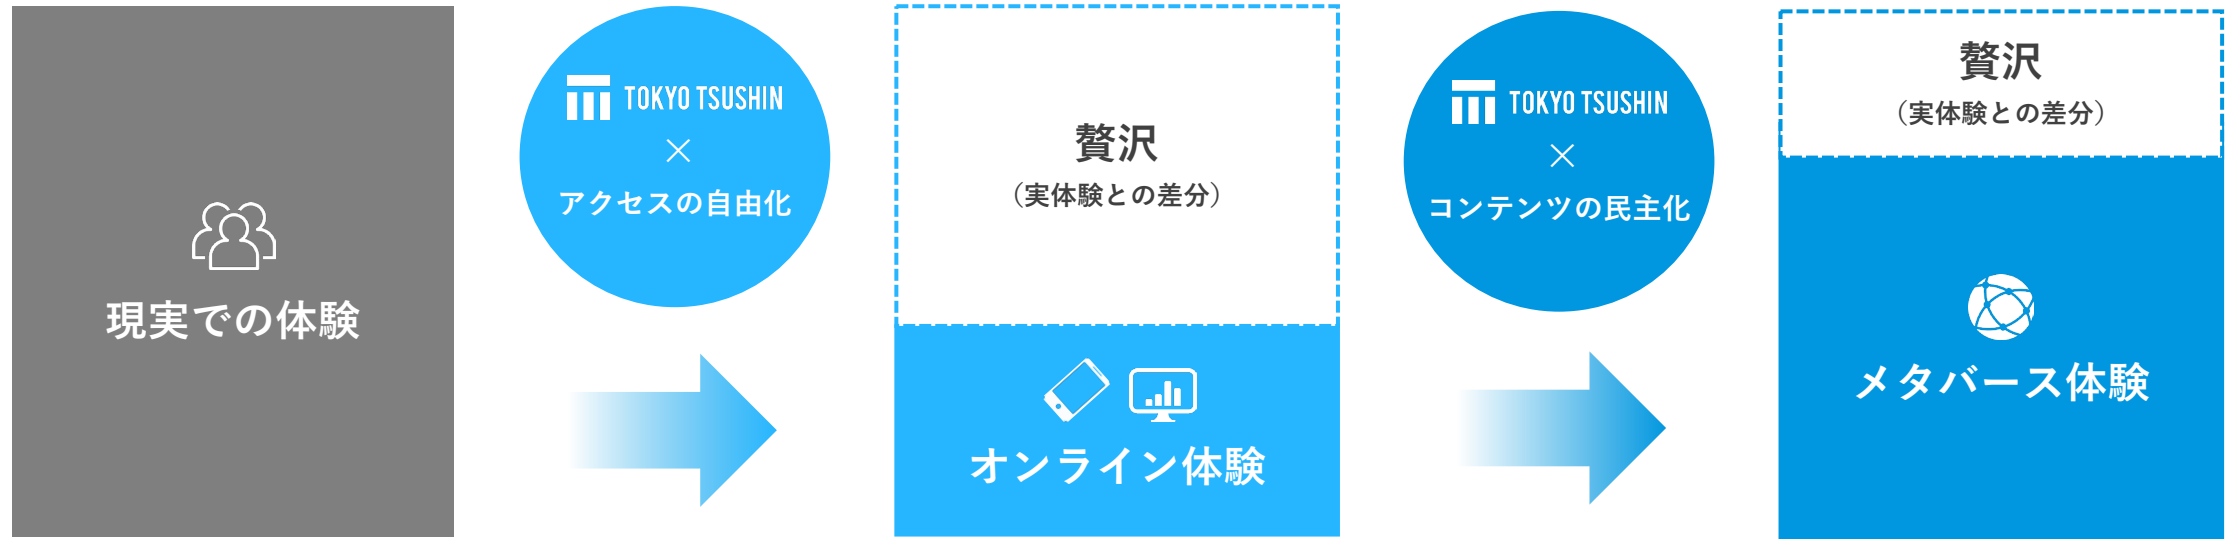 現実での体験
TOKYO TSUSHIN
×
アクセスの自由化
贅沢
（実体験との差分）
オンライン体験
TOKYO TSUSHIN
×
コンテンツの民主化
贅沢
（実体験との差分）
メタバース体験